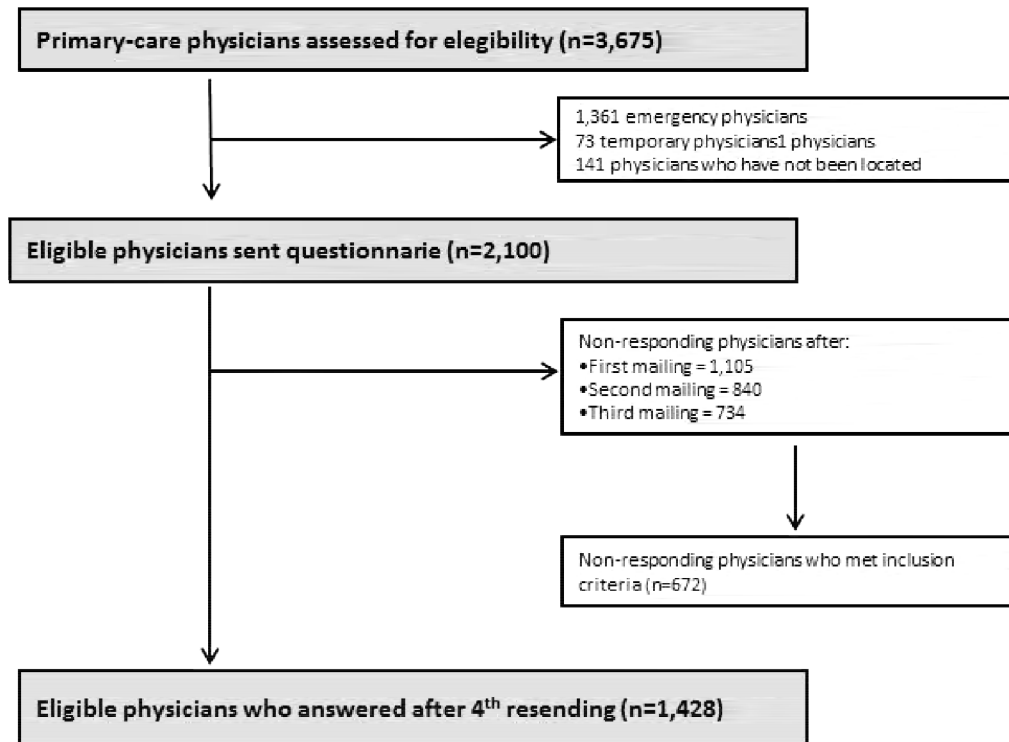 Primary-care physicians assessed for elegibility (n=3,675)
1,361 emergency physicians
73 temporary physicians1 physicians
141 physicians who have not been located
Eligible physicians sent questionnarie (n=2,100)
Non-responding physicians after:
•First mailing = 1,105
•Second mailing = 840
•Third mailing = 734
Non-responding physicians who met inclusion
criteria (n=672)
Eligible physicians who answered after 4th resending (n=1,428)